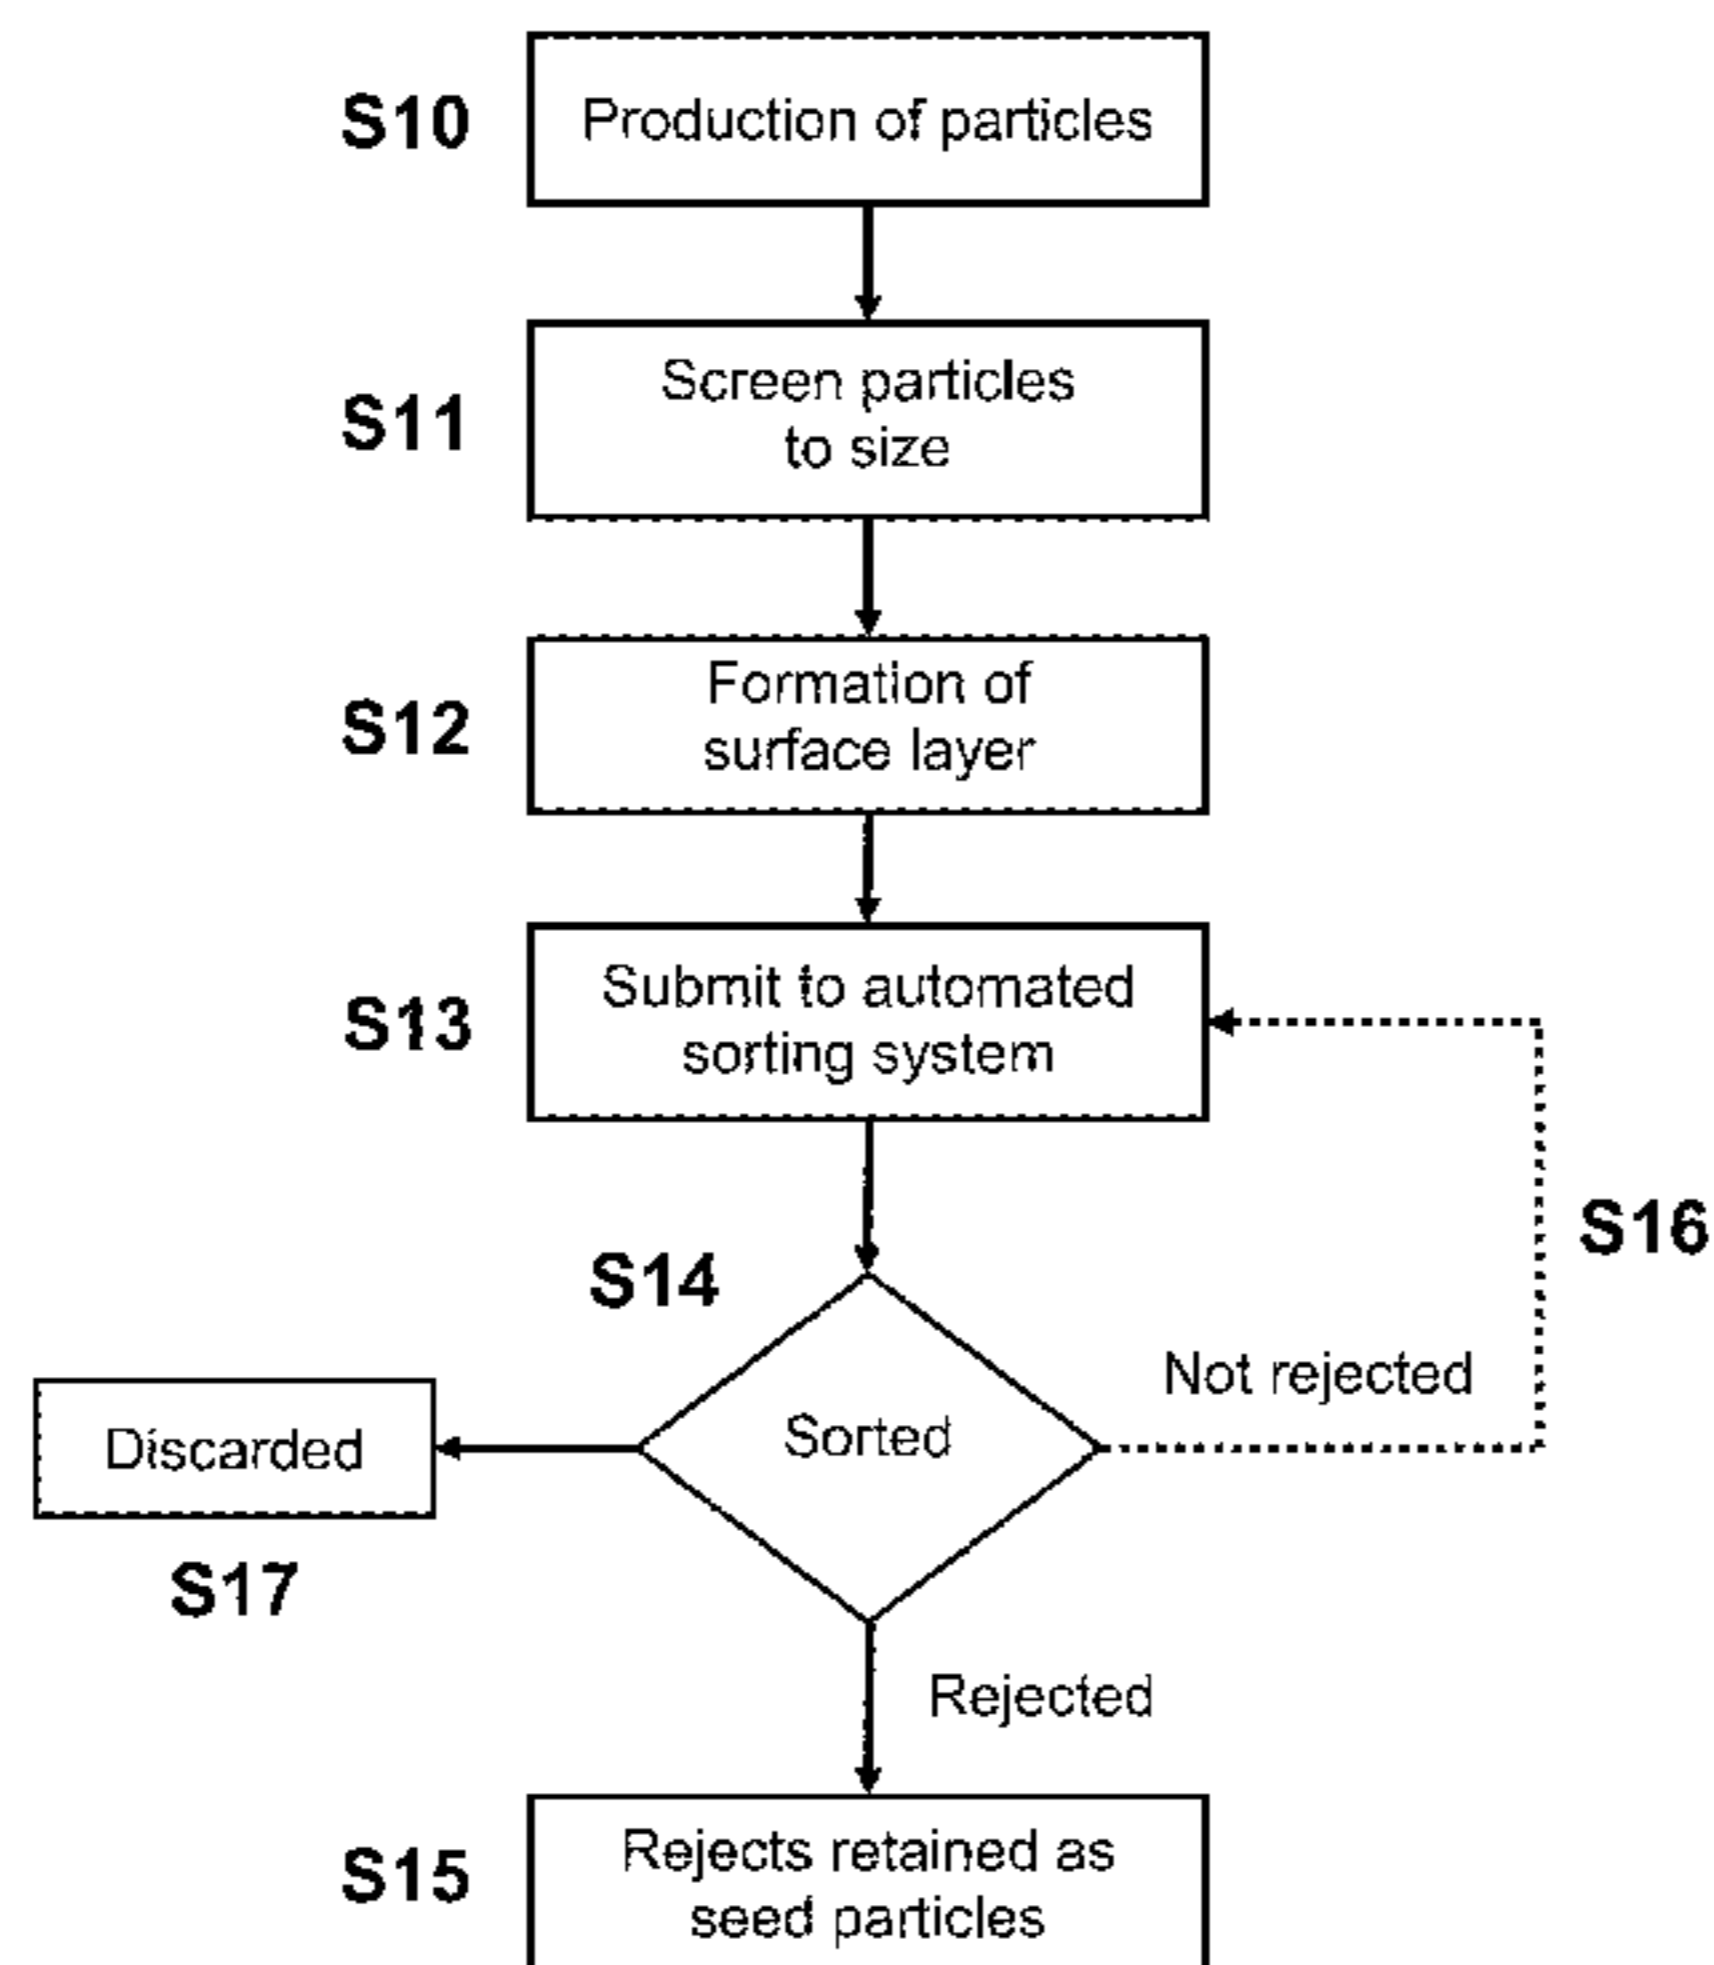 S10
Production of particles
S11
Screen particles
to size
S12
Formation of
surface layer
S13
Submit to automated
sorting system
S16
S14
Not rejected
Sorted
Discarded
S17
Rejected
S15
Rejects retained as
seed particles